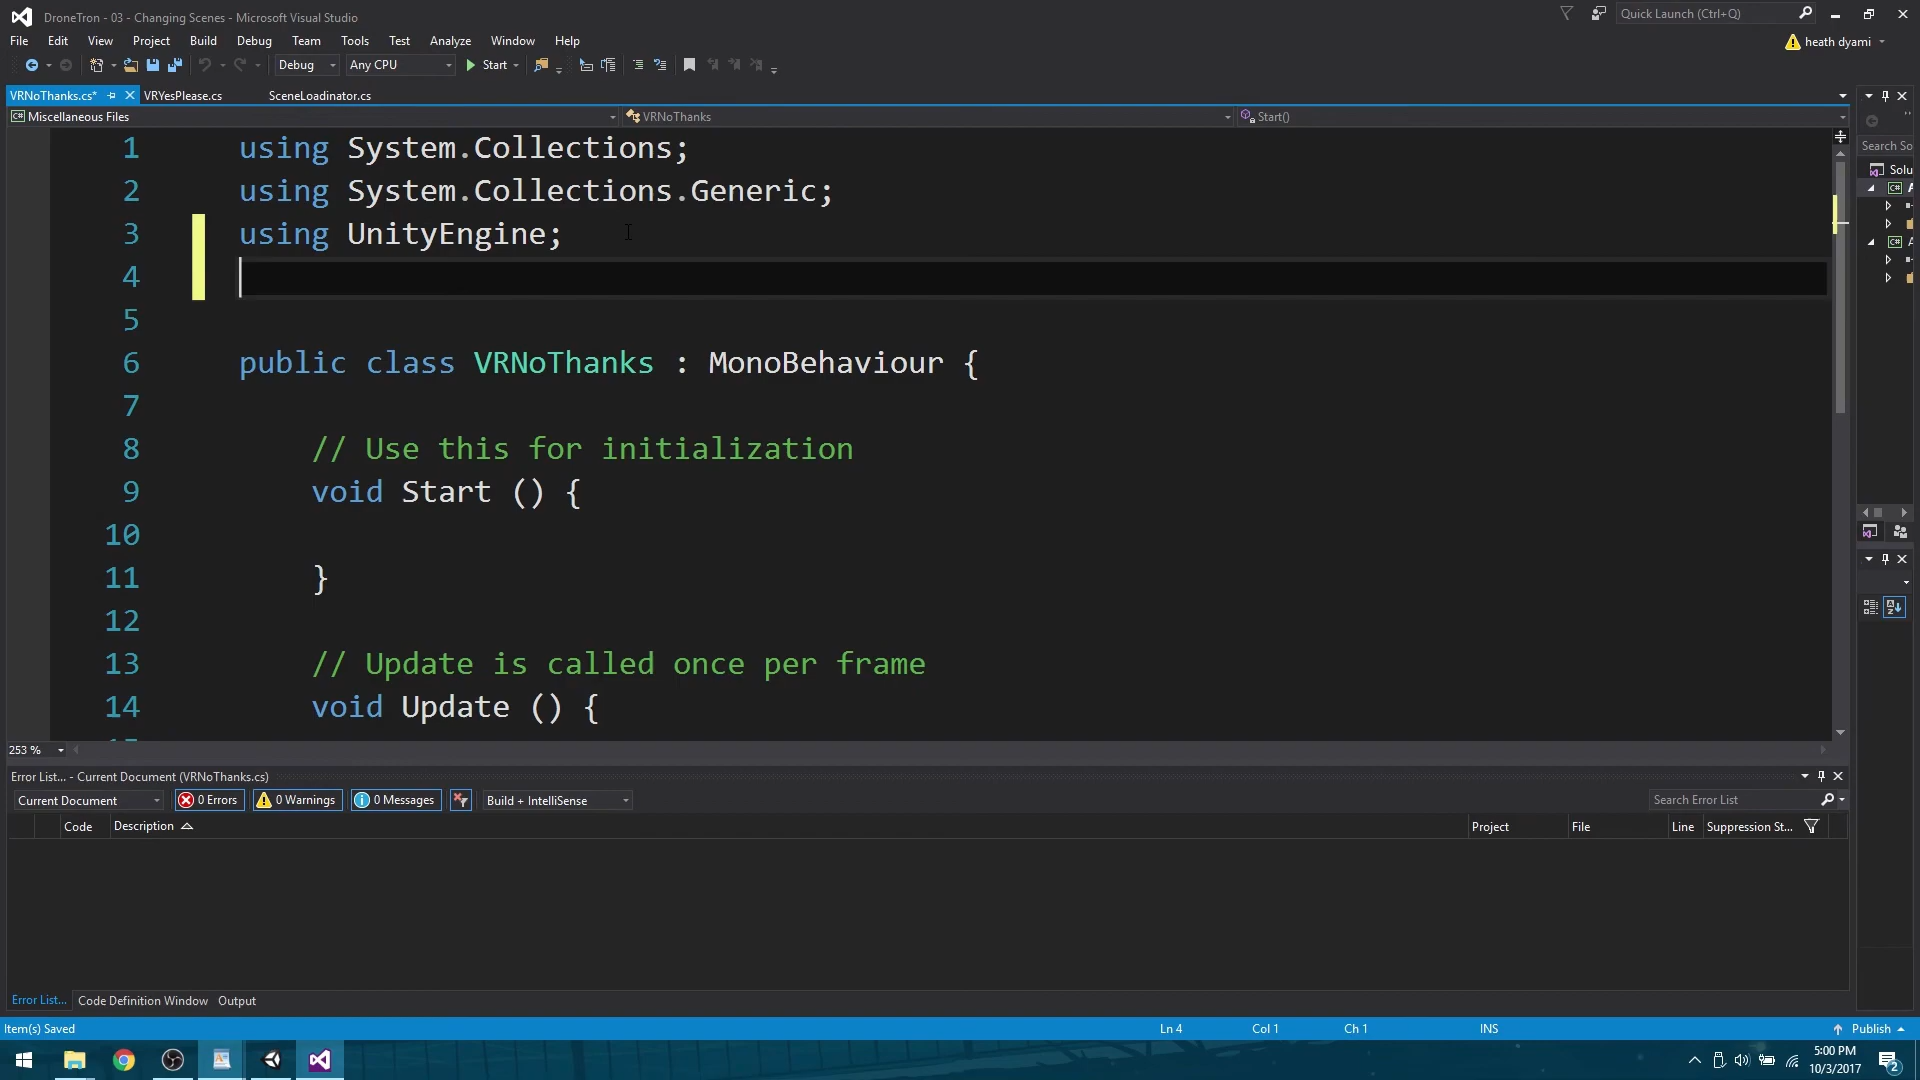 DroneTron - 03 - Changing Scenes - Microsoft Visual Studio
Quick Launch (Ctrl+Q)
File Edit View Project Build Debug Team Tools Test Analyze Window Help
heath dyami
Debug Any CPU Start
VRNoThanks.cs* VRYesPlease.cs SceneLoadinator.cs
Miscellaneous Files VRNoThanks Start()
Search So
Solu
1 using System.Collections;
2 using System.Collections.Generic;
3 using UnityEngine;
4
5
6 public class VRNoThanks : MonoBehaviour {
7
8 // Use this for initialization
9 void Start () {
10
11 }
12
13 // Update is called once per frame
14 void Update () {
253 %
Error List... - Current Document (VRNoThanks.cs)
Current Document 0 Errors 0 Warnings 0 Messages Build + IntelliSense Search Error List
Code Description Project File Line Suppression St...
Error List... Code Definition Window Output
Item(s) Saved Ln 4 Col 1 Ch 1 INS Publish
5:00 PM
10/3/2017
2